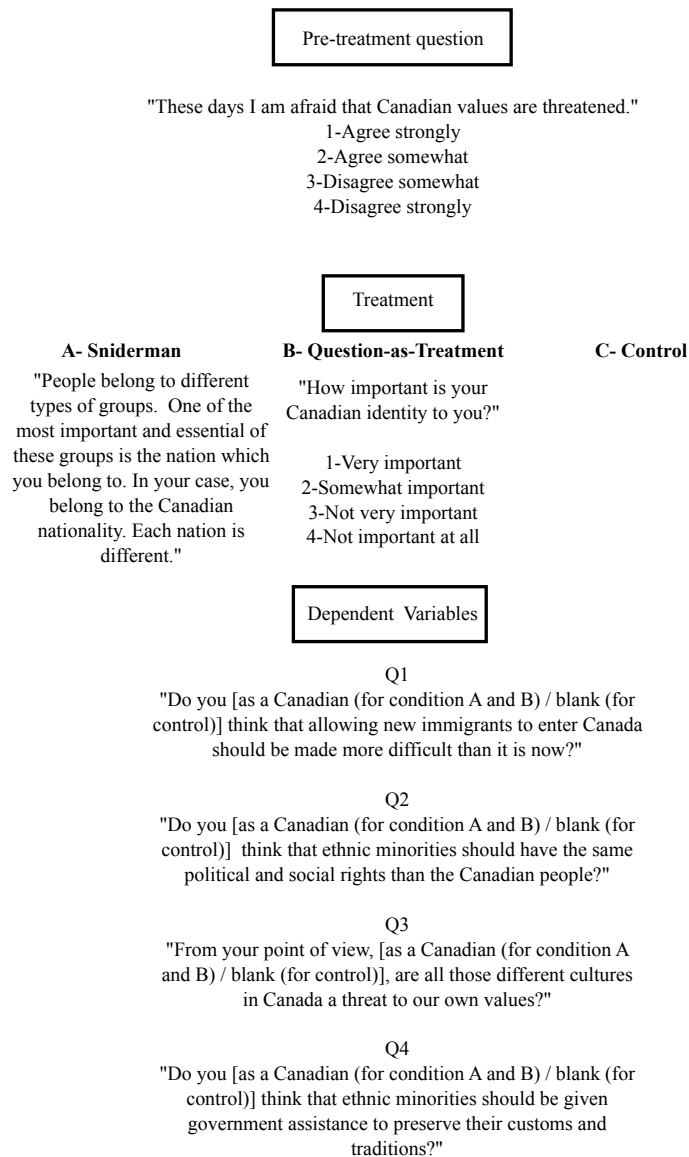 Pre-treatment question
"These days I am afraid that Canadian values are threatened."
1-Agree strongly
2-Agree somewhat
3-Disagree somewhat
4-Disagree strongly
Treatment
A- Sniderman
"People belong to different
types of groups.  One of the
most important and essential of
these groups is the nation which
you belong to. In your case, you
belong to the Canadian
nationality. Each nation is
different."
B- Question-as-Treatment
"How important is your
Canadian identity to you?"
1-Very important
2-Somewhat important
3-Not very important
4-Not important at all
C- Control
Dependent  Variables
Q1
"Do you [as a Canadian (for condition A and B) / blank (for
control)] think that allowing new immigrants to enter Canada
should be made more difficult than it is now?"
Q2
"Do you [as a Canadian (for condition A and B) / blank (for
control)]  think that ethnic minorities should have the same
political and social rights than the Canadian people?"
Q3
"From your point of view, [as a Canadian (for condition A
and B) / blank (for control)], are all those different cultures
in Canada a threat to our own values?"
Q4
"Do you [as a Canadian (for condition A and B) / blank (for
control)] think that ethnic minorities should be given
government assistance to preserve their customs and
traditions?"